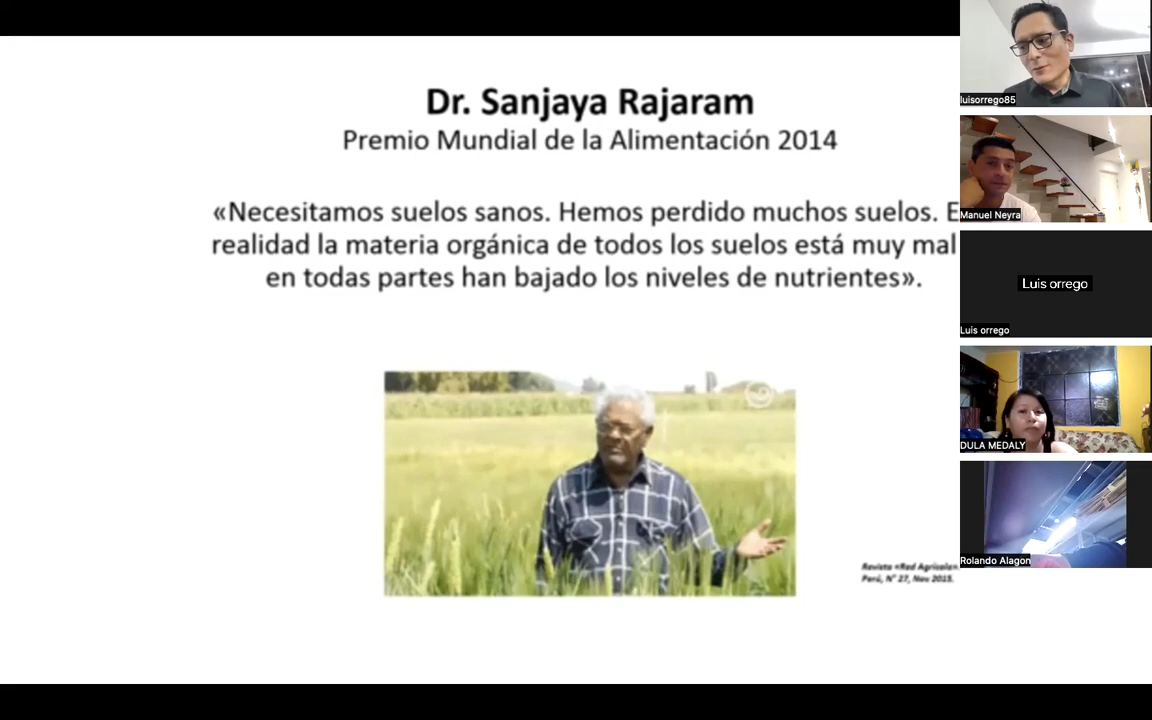 Dr. Sanjaya Rajaram
Premio Mundial de la Alimentación 2014
«Necesitamos suelos sanos. Hemos perdido muchos suelos. E
realidad la materia orgánica de todos los suelos está muy mal
en todas partes han bajado los niveles de nutrientes».
Revista «Red Agrícola».
Perú, N° 27, Nov 2015.
luisorrego85
Manuel Neyra
Luis orrego
Luis orrego
DULA MEDALY
Rolando Alagon